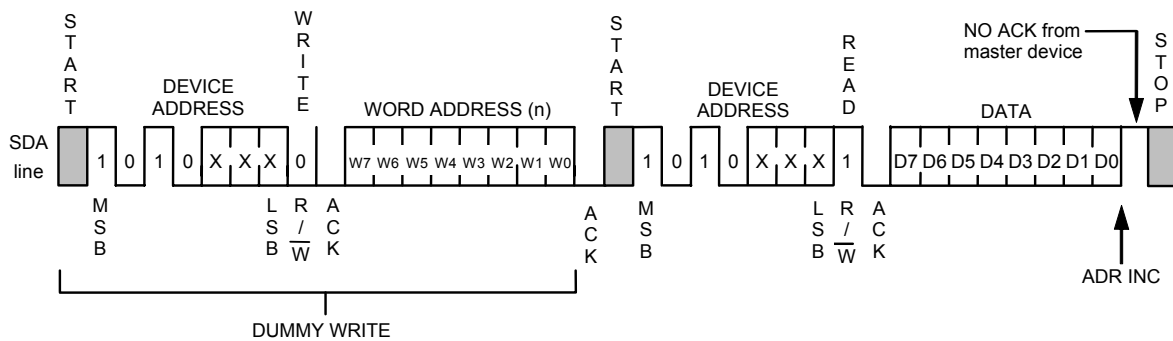 START
WRITE
START
READ
NO ACK from
master device
STOP
DEVICE
ADDRESS
WORD ADDRESS (n)
DEVICE
ADDRESS
DATA
SDA
line
1 0 1 0 X X X 0 W7 W6 W5 W4 W3 W2 W1 W0 1 0 1 0 X X X 1 D7 D6 D5 D4 D3 D2 D1 D0
MSB
LSB
R/W
ACK
ACK
MSB
LSB
R/W
ACK
ADR INC
DUMMY WRITE